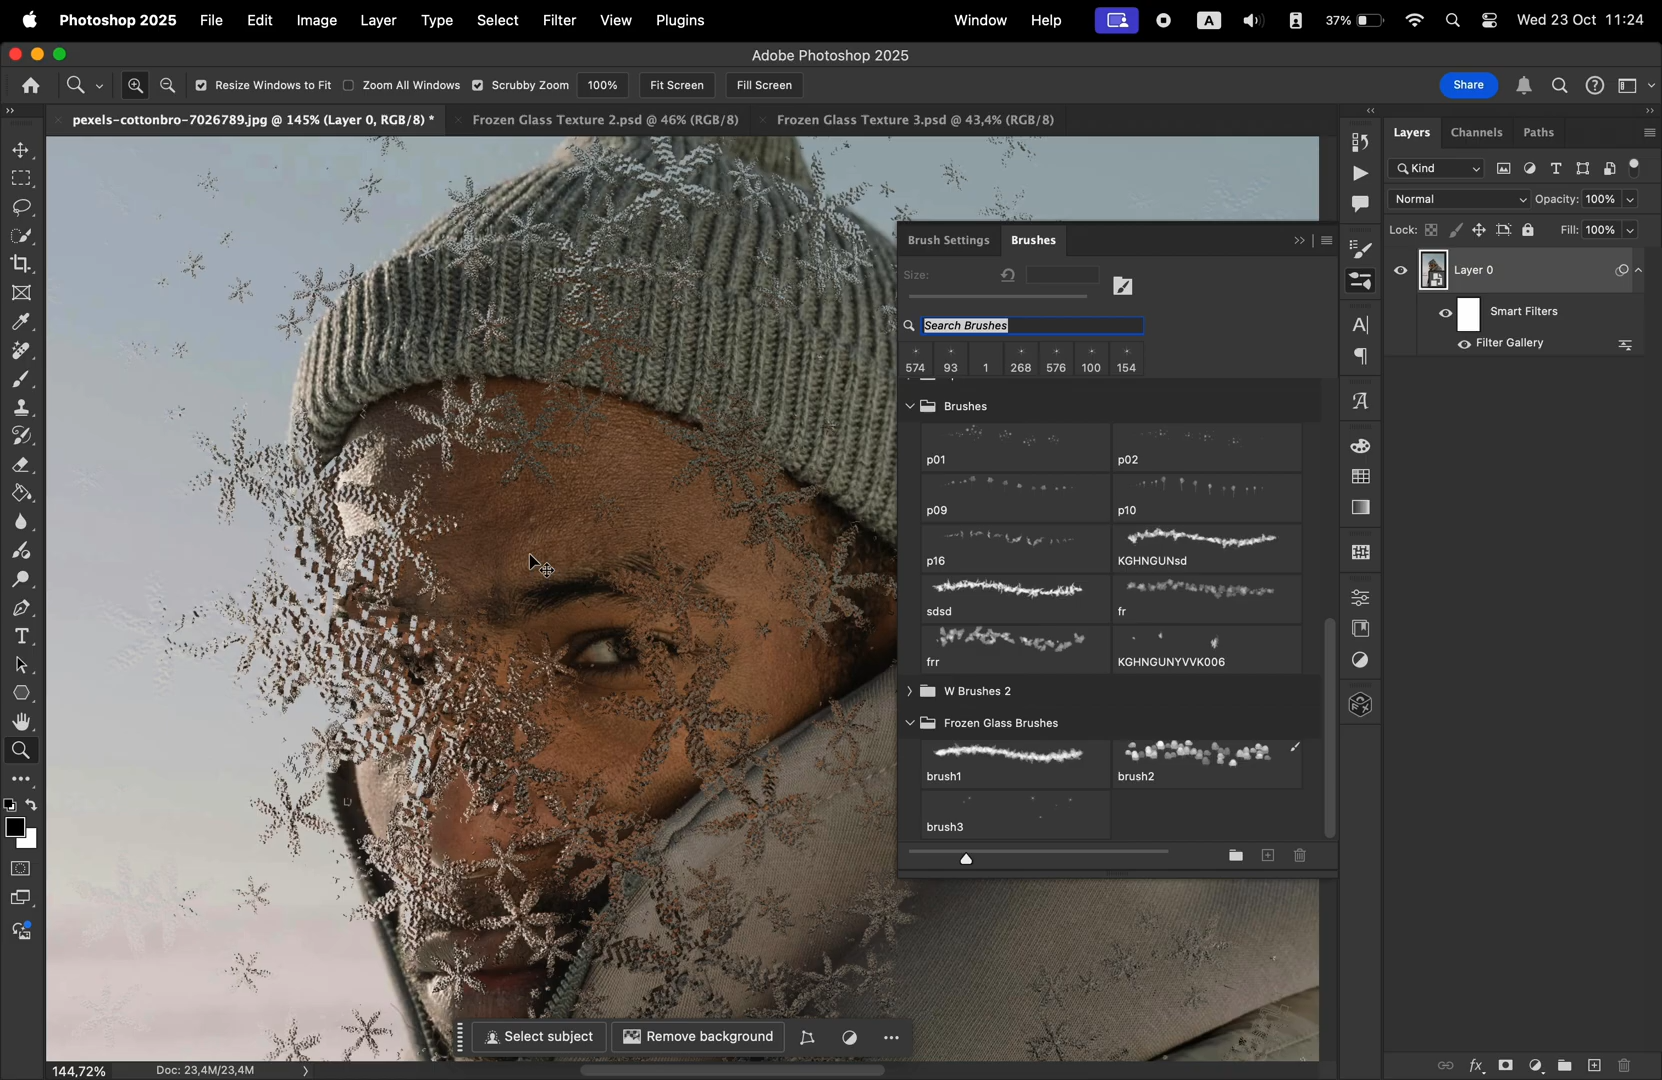 Photoshop 2025 File Edit Image Layer Type Select Filter View Plugins Window Help A 37% Wed 23 Oct 11:24
Adobe Photoshop 2025
Resize Windows to Fit Zoom All Windows Scrubby Zoom 100% Fit Screen Fill Screen Share
pexels-cottonbro-7026789.jpg @ 145% (Layer 0, RGB/8) * Frozen Glass Texture 2.psd @ 46% (RGB/8) Frozen Glass Texture 3.psd @ 43,4% (RGB/8)
Layers Channels Paths
Kind
Normal Opacity: 100%
Lock: Fill: 100%
Layer 0
Smart Filters
Filter Gallery
Brush Settings Brushes
Size:
Search Brushes
574 93 1 268 576 100 154
Brushes
p01 p02
p09 p10
p16 KGHNGUNsd
sdsd fr
frr KGHNGUNYVVK006
W Brushes 2
Frozen Glass Brushes
brush1 brush2
brush3
Select subject Remove background
144,72% Doc: 23,4M/23,4M